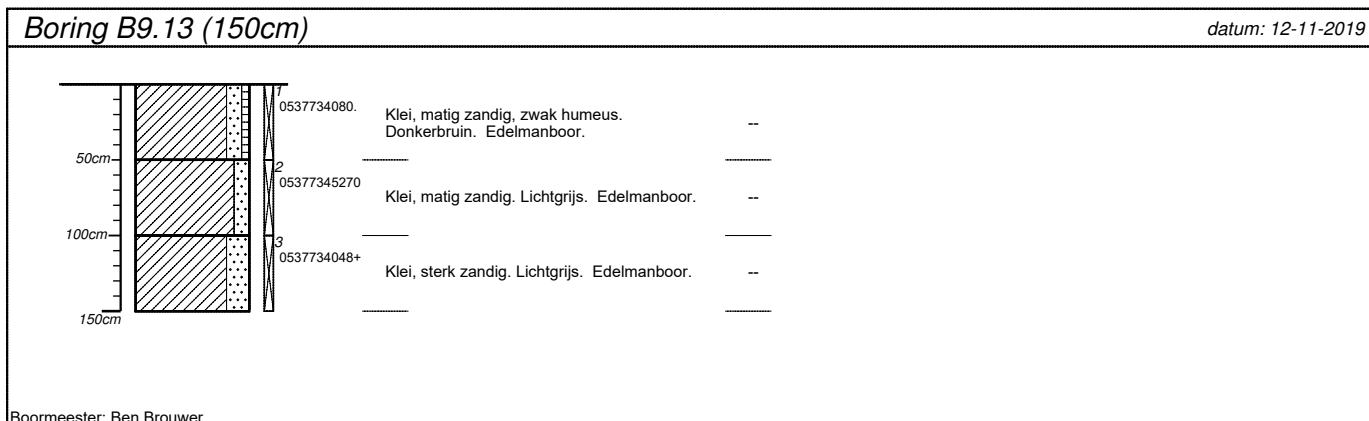 Boring B9.13 (150cm)
datum: 12-11-2019
1
0537734080.
Klei, matig zandig, zwak humeus.
Donkerbruin. Edelmanboor.
--
50cm
2
05377345270
Klei, matig zandig. Lichtgrijs. Edelmanboor.
--
100cm
3
0537734048+
Klei, sterk zandig. Lichtgrijs. Edelmanboor.
--
150cm
Boormeester: Ben Brouwer